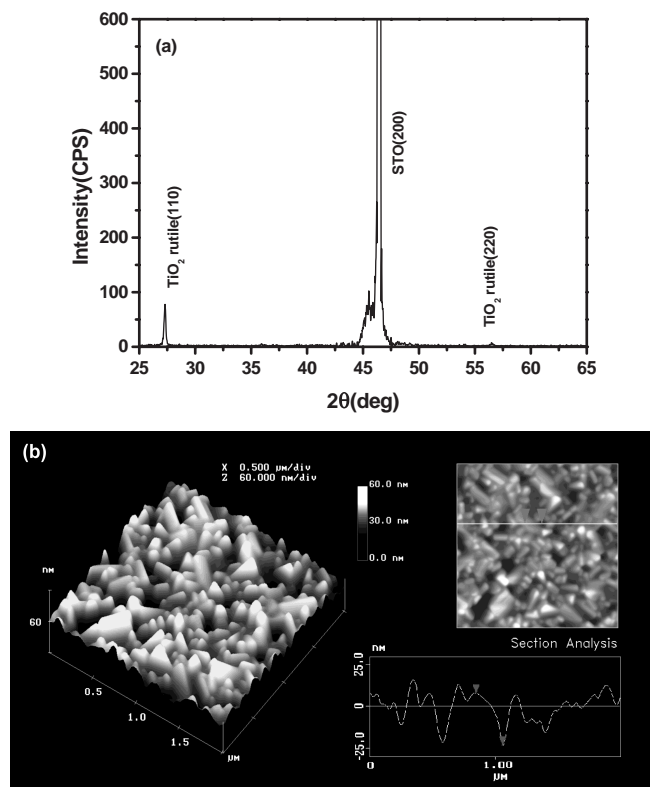 (a)
600
500
400
300
200
100
0
Intensity(CPS)
TiO2 rutile(110)
STO(200)
TiO2 rutile(220)
25 30 35 40 45 50 55 60 65
2θ(deg)
(b)
X 0.500 μm/div
Z 60.000 nm/div
60.0 nm
30.0 nm
0.0 nm
nm
60
0.5
1.0
1.5
μm
Section Analysis
nm
25.0
0
-25.0
0 1.00
μm